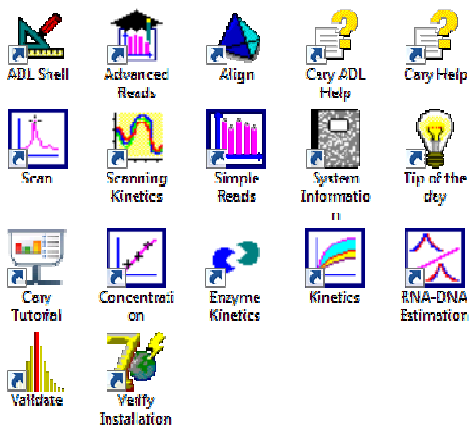 ADL Shell
Advanced
Reads
Align
Cary ADL
Help
Cary Help
Scan
Scanning
Kinetics
Simple
Reads
System
Informatio
n
Tip of the
day
Cary
Tutorial
Concentrati
on
Enzyme
Kinetics
Kinetics
RNA-DNA
Estimation
Validate
Verify
Installation